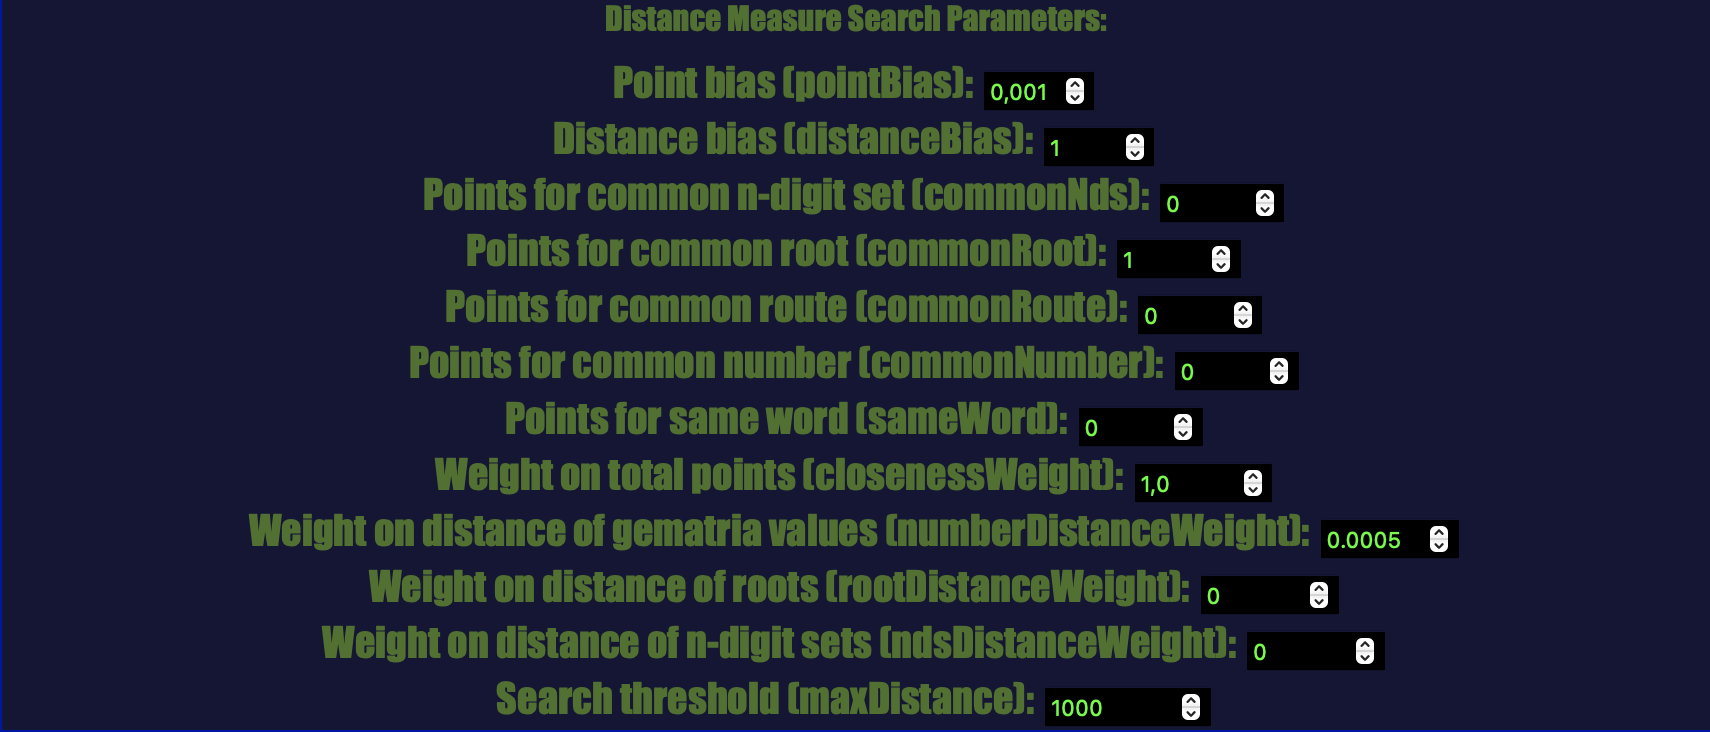 Distance Measure Search Parameters:
Point bias (pointBias): 0,001
Distance bias (distanceBias): 1
Points for common n-digit set (commonNds): 0
Points for common root (commonRoot): 1
Points for common route (commonRoute): 0
Points for common number (commonNumber): 0
Points for same word (sameWord): 0
Weight on total points (closenessWeight): 1,0
Weight on distance of gematria values (numberDistanceWeight): 0.0005
Weight on distance of roots (rootDistanceWeight): 0
Weight on distance of n-digit sets (ndsDistanceWeight): 0
Search threshold (maxDistance): 1000